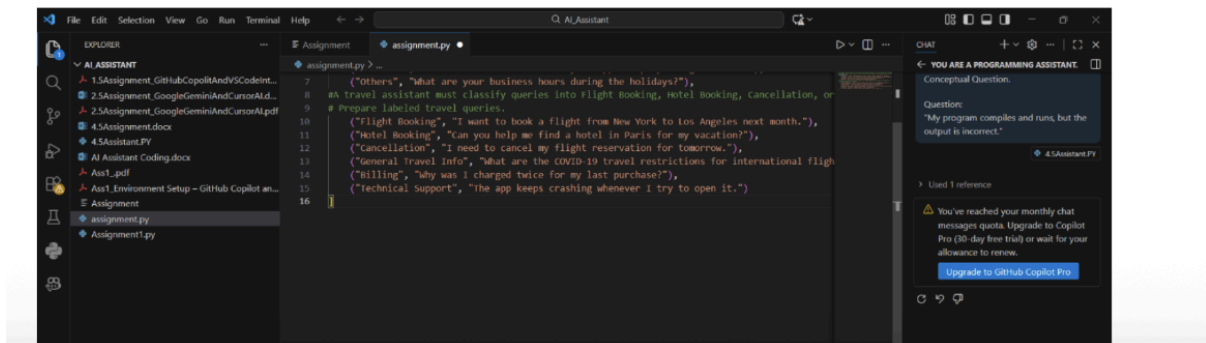 File Edit Selection View Go Run Terminal Help
AI_Assistant
EXPLORER
AI_ASSISTANT
1.5Assignment_GitHubCopolitAndVSCodeInt...
2.5Assignment_GoogleGeminiAndCursorAI.d...
2.5Assignment_GoogleGeminiAndCursorAI.pdf
4.5Assignment.docx
4.5Assistant.PY
AI Assistant Coding.docx
Ass1_.pdf
Ass1_Environment Setup – GitHub Copilot an...
Assignment
assignment.py
Assignment1.py
Assignment
assignment.py
assignment.py > ...
7 ("Others", "What are your business hours during the holidays?"),
8 #A travel assistant must classify queries into Flight Booking, Hotel Booking, Cancellation, or
9 # Prepare labeled travel queries.
10 ("Flight Booking", "I want to book a flight from New York to Los Angeles next month."),
11 ("Hotel Booking", "Can you help me find a hotel in Paris for my vacation?"),
12 ("Cancellation", "I need to cancel my flight reservation for tomorrow."),
13 ("General Travel Info", "What are the COVID-19 travel restrictions for international fligh
14 ("Billing", "Why was I charged twice for my last purchase?"),
15 ("Technical Support", "The app keeps crashing whenever I try to open it.")
16 ]
CHAT
YOU ARE A PROGRAMMING ASSISTANT.
Conceptual Question.
Question:
"My program compiles and runs, but the
output is incorrect."
4.5Assistant.PY
> Used 1 reference
You've reached your monthly chat
messages quota. Upgrade to Copilot
Pro (30-day free trial) or wait for your
allowance to renew.
Upgrade to GitHub Copilot Pro